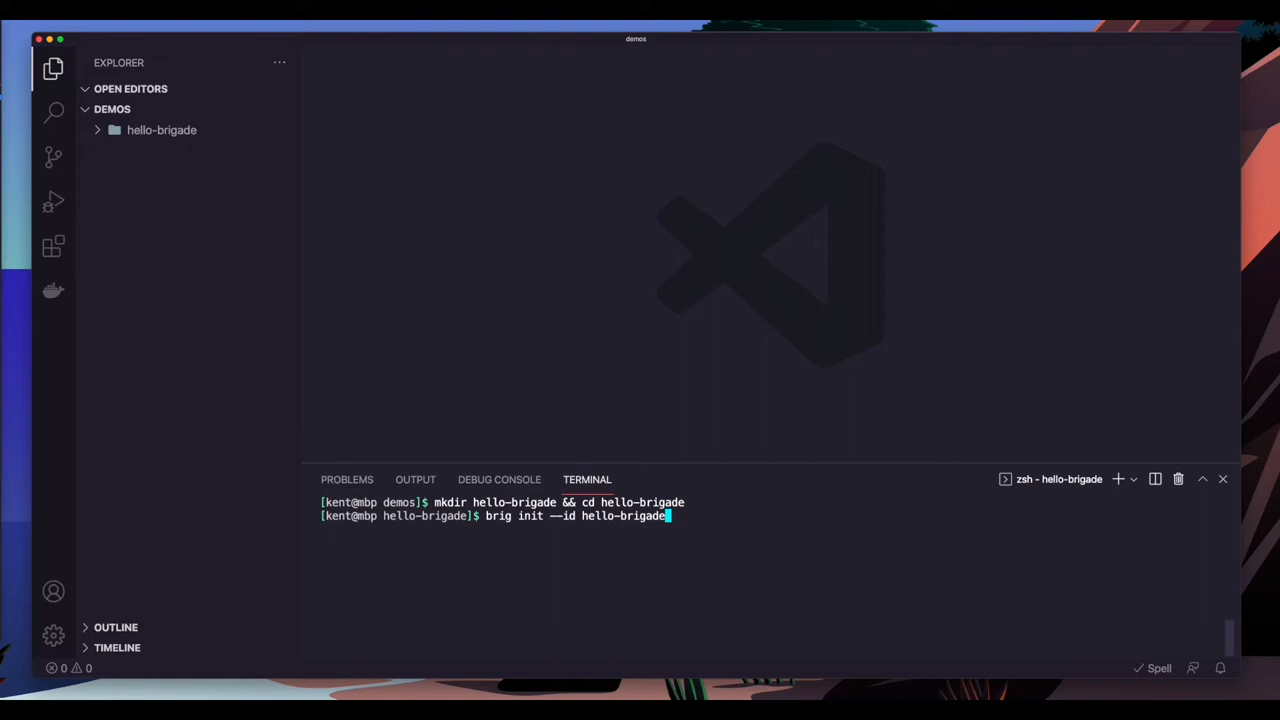 demos
EXPLORER
OPEN EDITORS
DEMOS
hello-brigade
PROBLEMS OUTPUT DEBUG CONSOLE TERMINAL zsh - hello-brigade
[kent@mbp demos]$ mkdir hello-brigade && cd hello-brigade
[kent@mbp hello-brigade]$ brig init --id hello-brigade
OUTLINE
TIMELINE
0 0 Spell